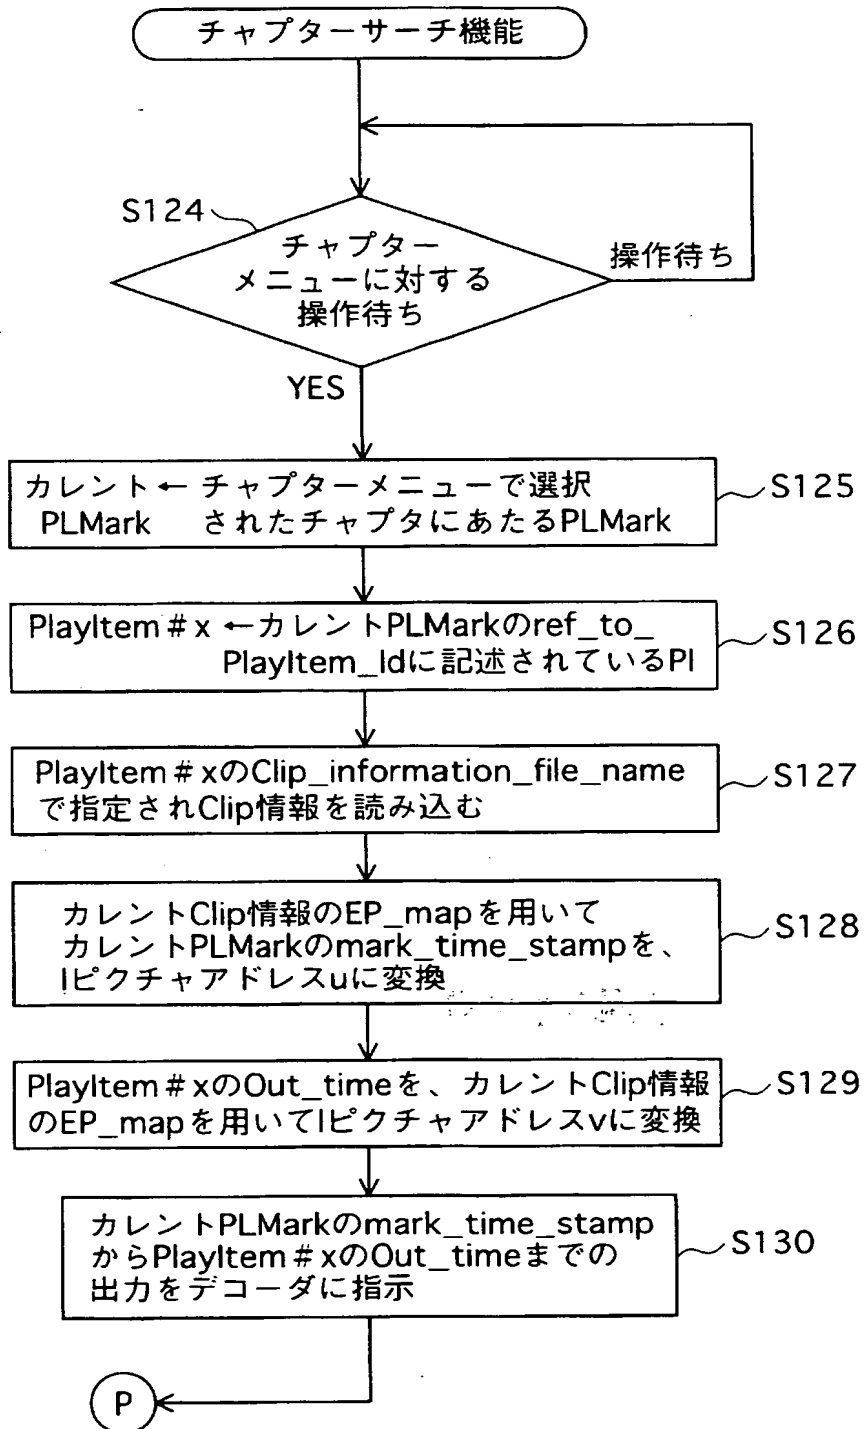 チャプターサーチ機能
S124
チャプター
メニューに対する
操作待ち
操作待ち
YES
カレント← チャプターメニューで選択
PLMark されたチャプタにあたるPLMark
S125
PlayItem＃x ←カレントPLMarkのref_to_
PlayItem_Idに記述されているPI
S126
PlayItem＃xのClip_information_file_name
で指定されClip情報を読み込む
S127
カレントClip情報のEP_mapを用いて
カレントPLMarkのmark_time_stampを、
Iピクチャアドレスuに変換
S128
PlayItem＃xのOut_timeを、カレントClip情報
のEP_mapを用いてIピクチャアドレスvに変換
S129
カレントPLMarkのmark_time_stamp
からPlayItem＃xのOut_timeまでの
出力をデコーダに指示
S130
P